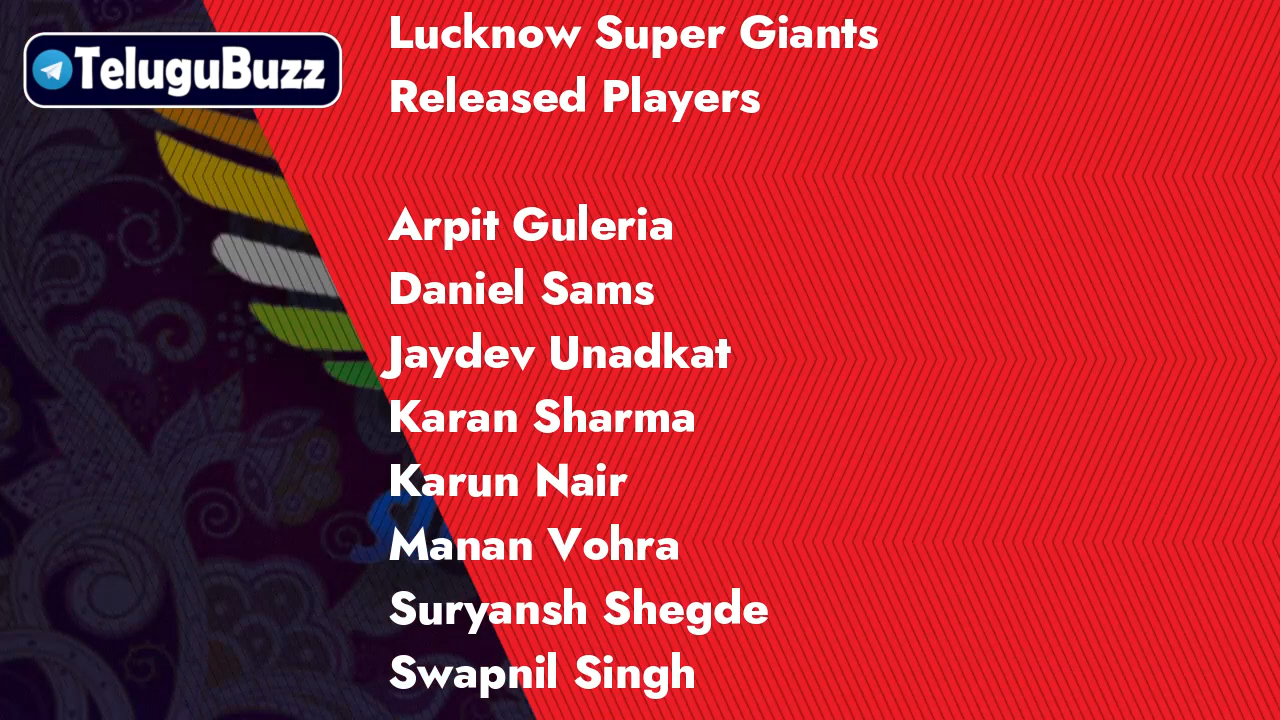 TeluguBuzz
Lucknow Super Giants
Released Players
Arpit Guleria
Daniel Sams
Jaydev Unadkat
Karan Sharma
Karun Nair
Manan Vohra
Suryansh Shegde
Swapnil Singh